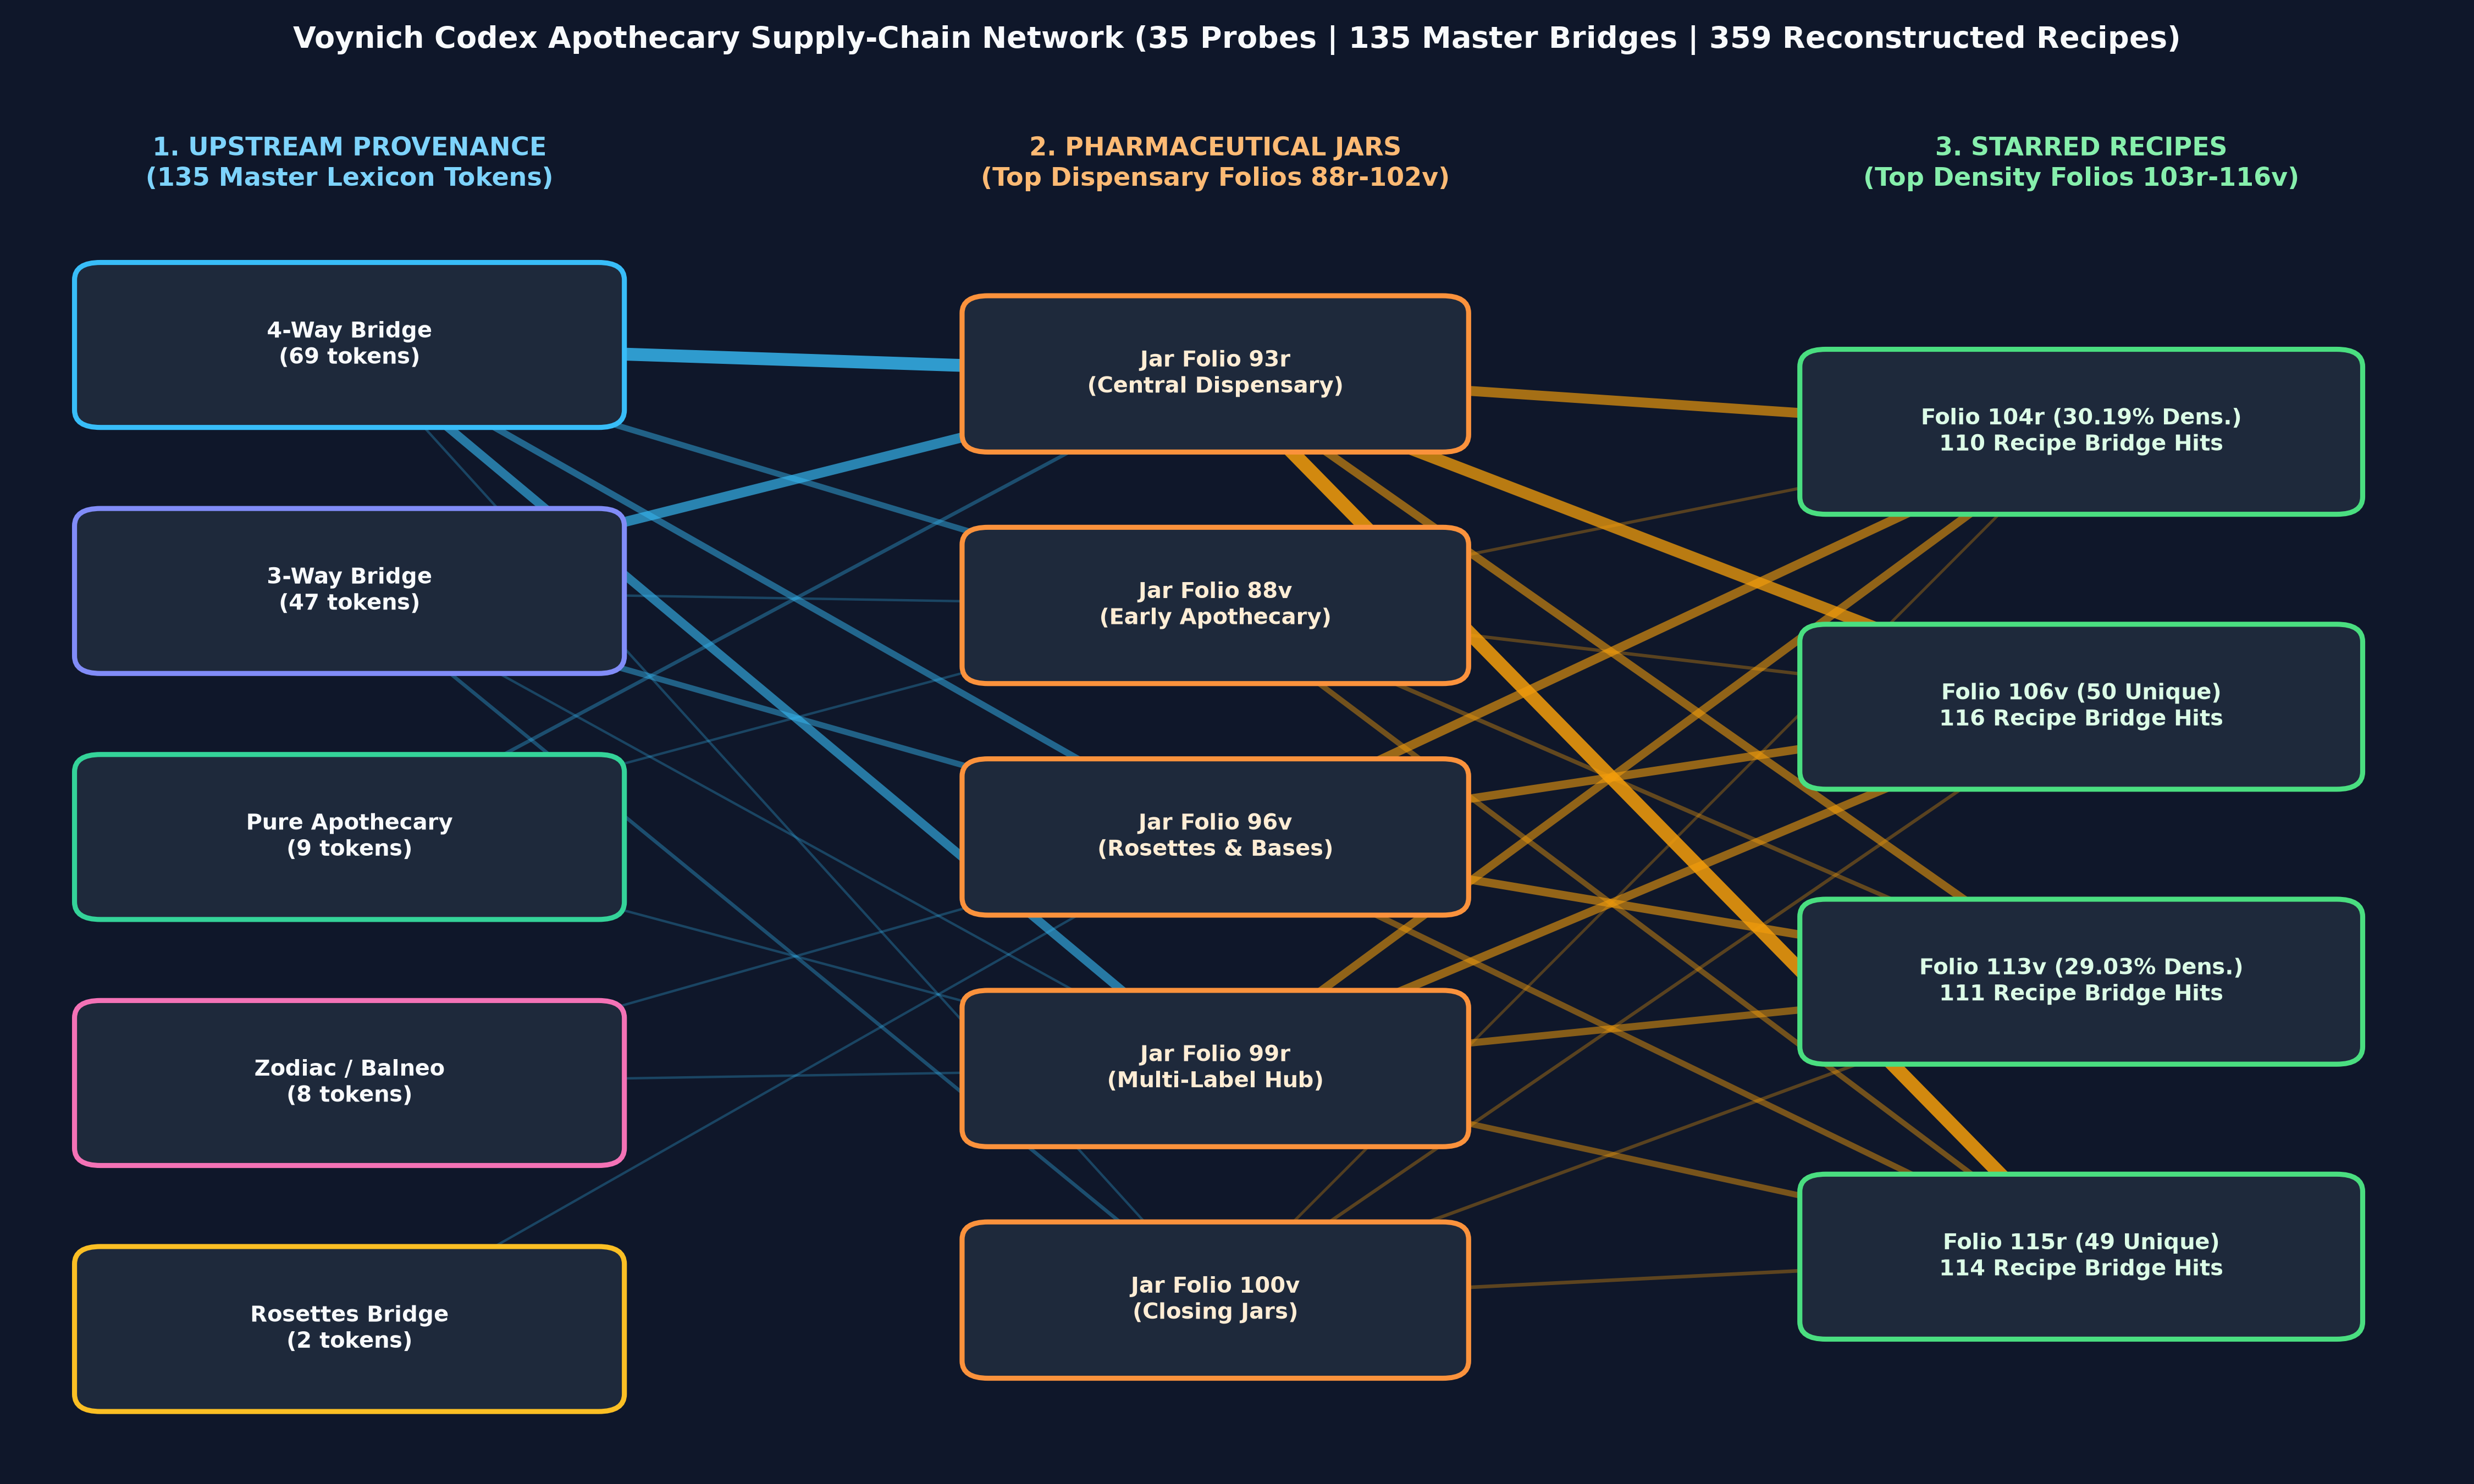 Voynich Codex Apothecary Supply-Chain Network (35 Probes | 135 Master Bridges | 359 Reconstructed Recipes)
1. UPSTREAM PROVENANCE
(135 Master Lexicon Tokens)
4-Way Bridge
(69 tokens)
3-Way Bridge
(47 tokens)
Pure Apothecary
(9 tokens)
Zodiac / Balneo
(8 tokens)
Rosettes Bridge
(2 tokens)
2. PHARMACEUTICAL JARS
(Top Dispensary Folios 88r-102v)
Jar Folio 93r
(Central Dispensary)
Jar Folio 88v
(Early Apothecary)
Jar Folio 96v
(Rosettes & Bases)
Jar Folio 99r
(Multi-Label Hub)
Jar Folio 100v
(Closing Jars)
3. STARRED RECIPES
(Top Density Folios 103r-116v)
Folio 104r (30.19% Dens.)
110 Recipe Bridge Hits
Folio 106v (50 Unique)
116 Recipe Bridge Hits
Folio 113v (29.03% Dens.)
111 Recipe Bridge Hits
Folio 115r (49 Unique)
114 Recipe Bridge Hits